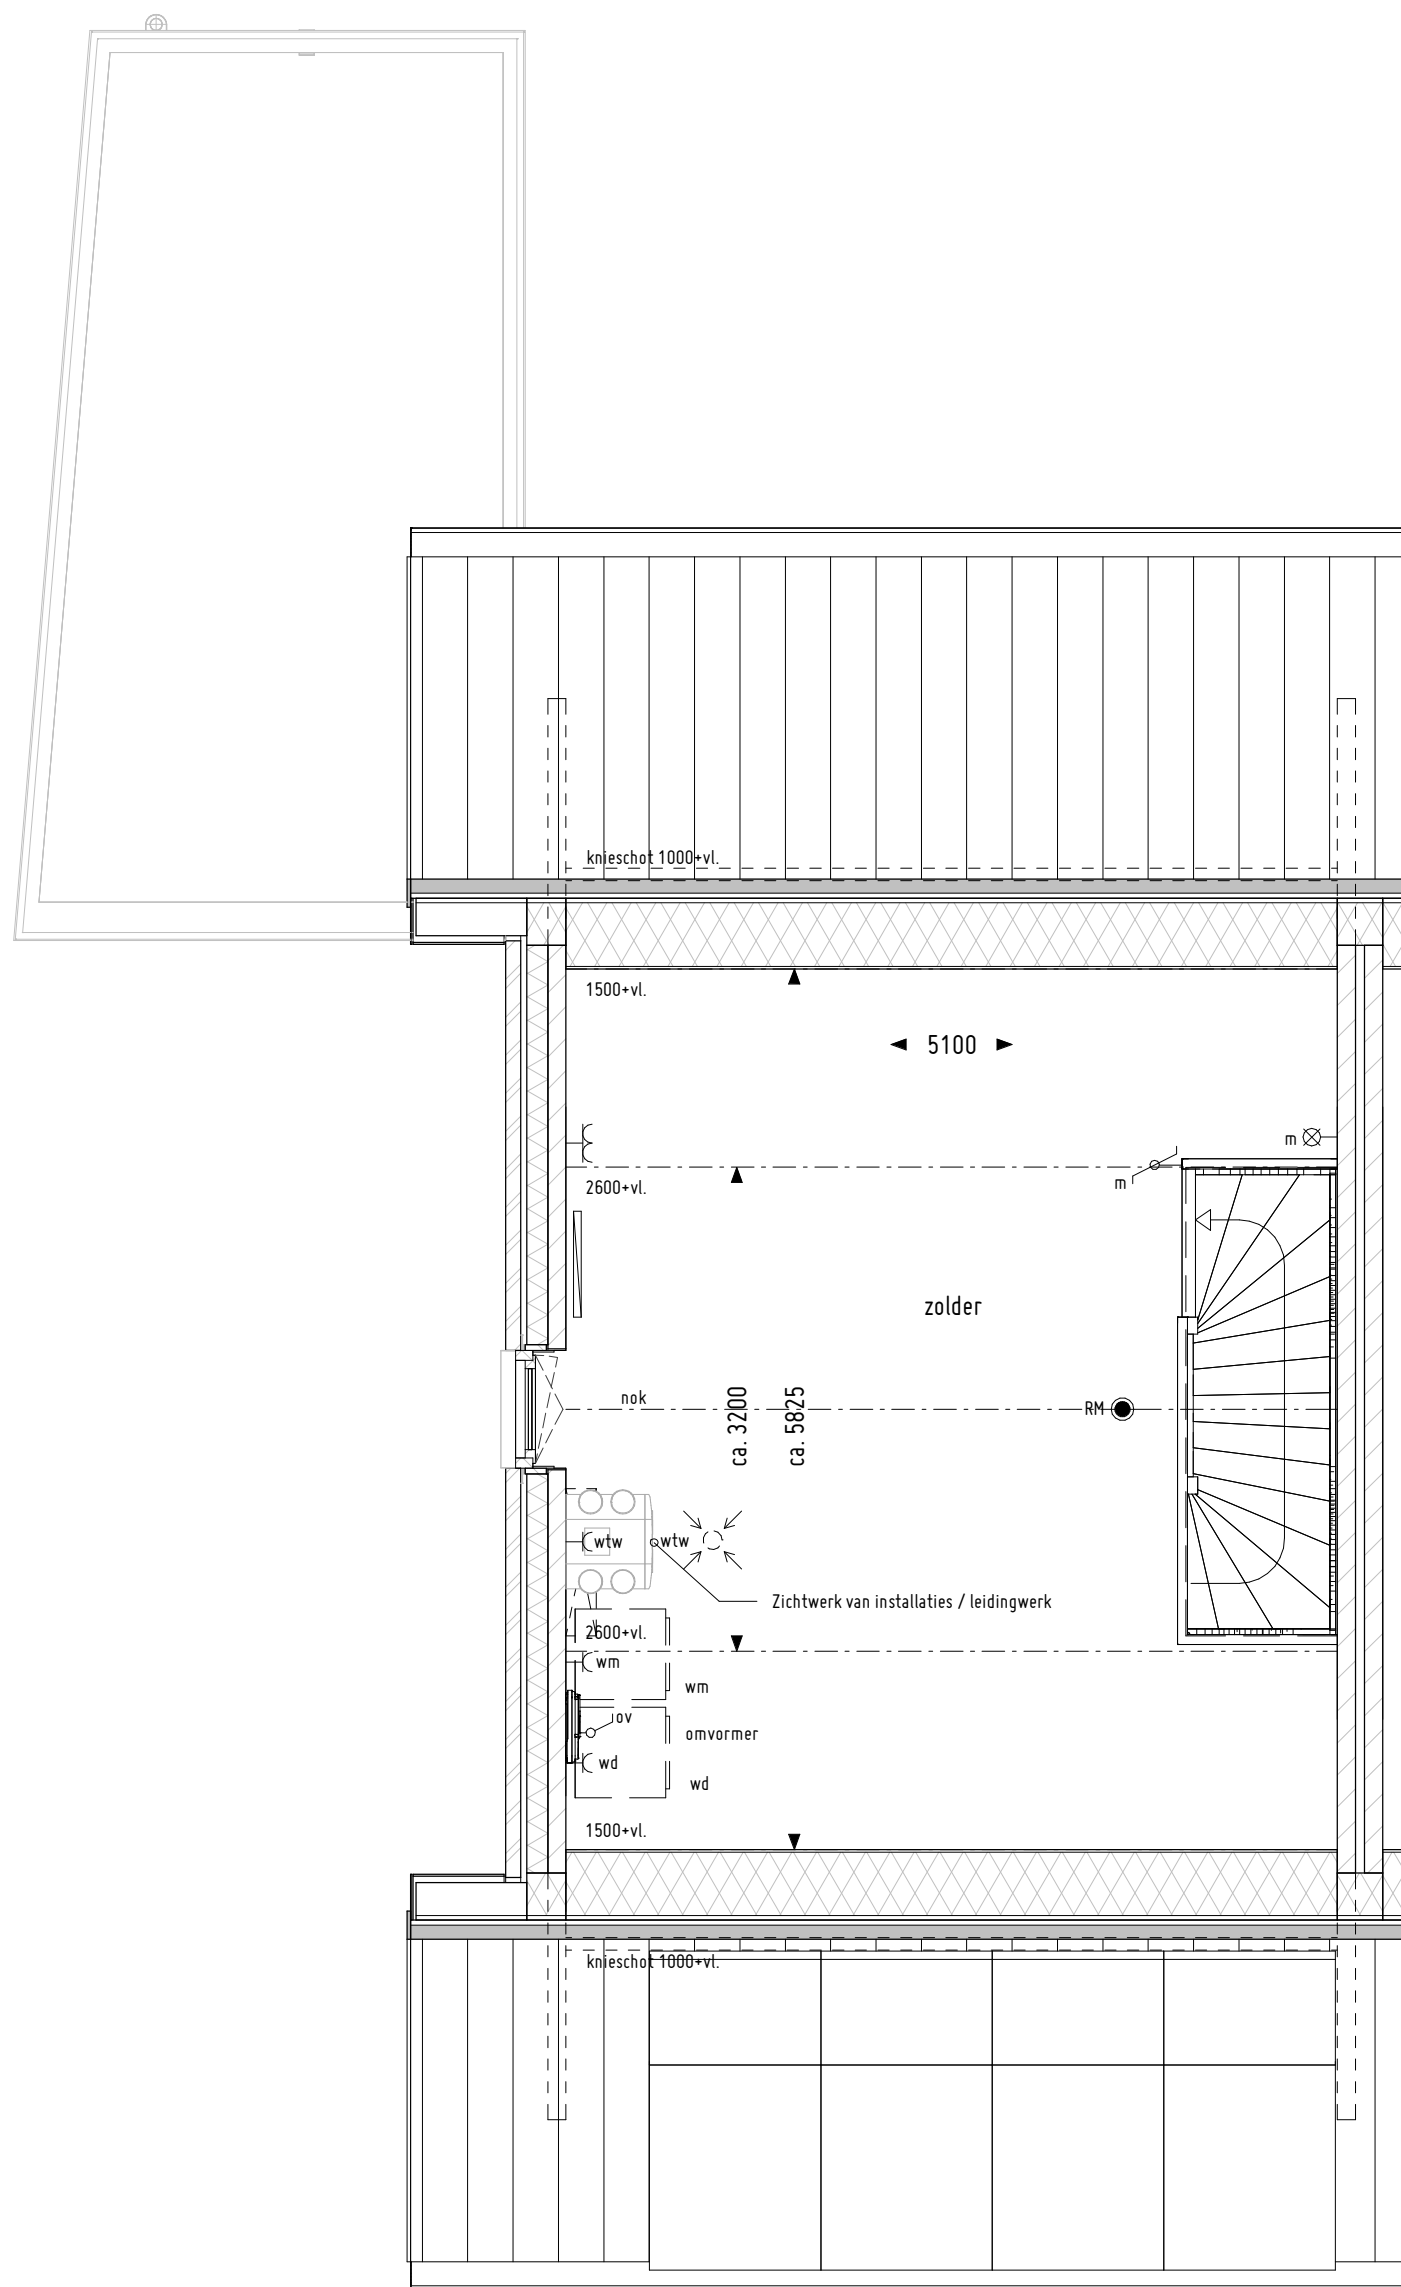 knieschot 1000+vl.
1500+vl.
5100
m
m
2600+vl.
zolder
nok
ca. 3200
ca. 5825
RM
wtw
wtw
Zichtwerk van installaties / leidingwerk
2600+vl.
wm
wm
ov
omvormer
wd
wd
1500+vl.
knieschot 1000+vl.